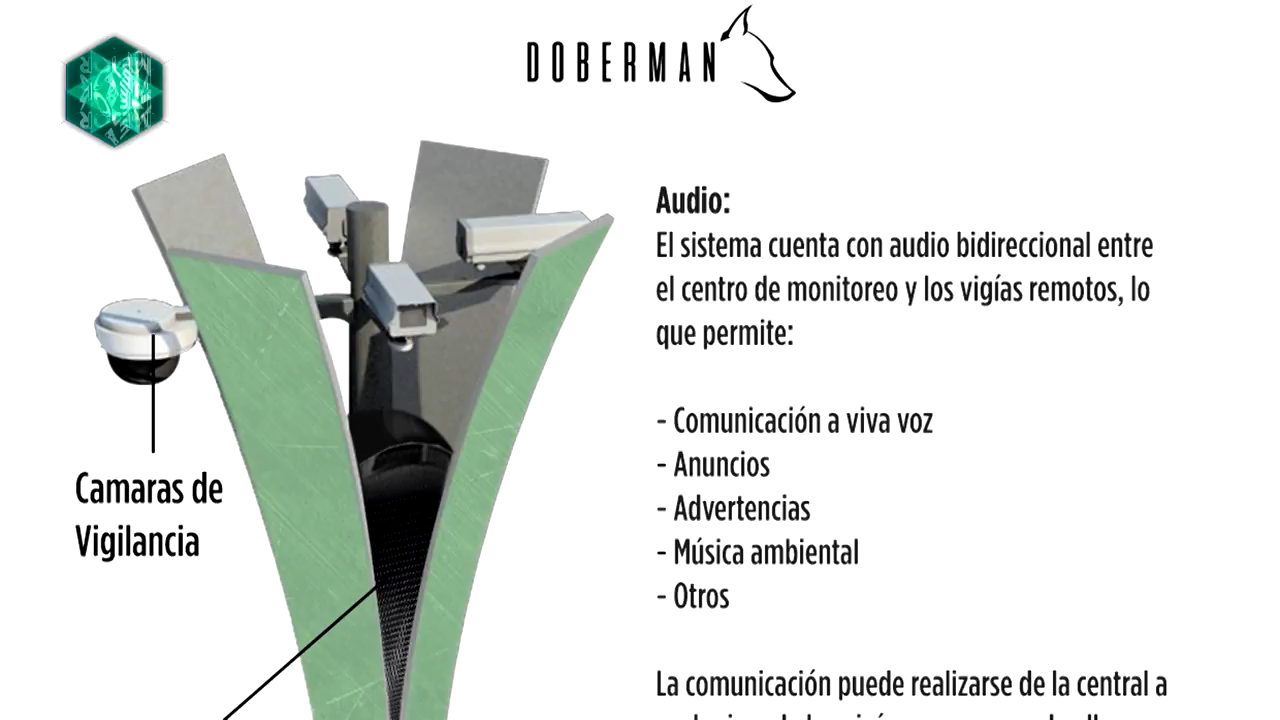 DOBERMAN
Audio:
El sistema cuenta con audio bidireccional entre
el centro de monitoreo y los vigías remotos, lo
que permite:
- Comunicación a viva voz
- Anuncios
- Advertencias
- Música ambiental
- Otros
La comunicación puede realizarse de la central a
Camaras de
Vigilancia